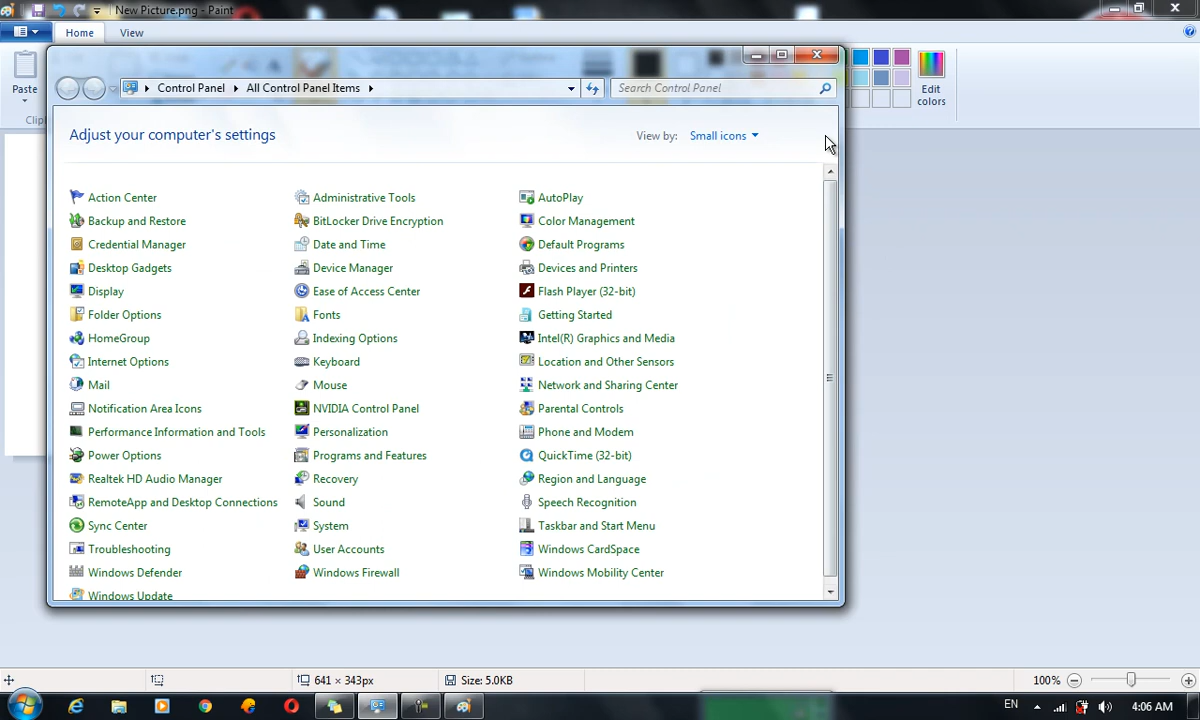 New Picture.png - Paint
Home View
Paste
Edit
colors
Control Panel All Control Panel Items Search Control Panel
Adjust your computer's settings
View by: Small icons
Action Center Administrative Tools AutoPlay
Backup and Restore BitLocker Drive Encryption Color Management
Credential Manager Date and Time Default Programs
Desktop Gadgets Device Manager Devices and Printers
Display Ease of Access Center Flash Player (32-bit)
Folder Options Fonts Getting Started
HomeGroup Indexing Options Intel(R) Graphics and Media
Internet Options Keyboard Location and Other Sensors
Mail Mouse Network and Sharing Center
Notification Area Icons NVIDIA Control Panel Parental Controls
Performance Information and Tools Personalization Phone and Modem
Power Options Programs and Features QuickTime (32-bit)
Realtek HD Audio Manager Recovery Region and Language
RemoteApp and Desktop Connections Sound Speech Recognition
Sync Center System Taskbar and Start Menu
Troubleshooting User Accounts Windows CardSpace
Windows Defender Windows Firewall Windows Mobility Center
Windows Update
641 × 343px Size: 5.0KB 100%
EN 4:06 AM